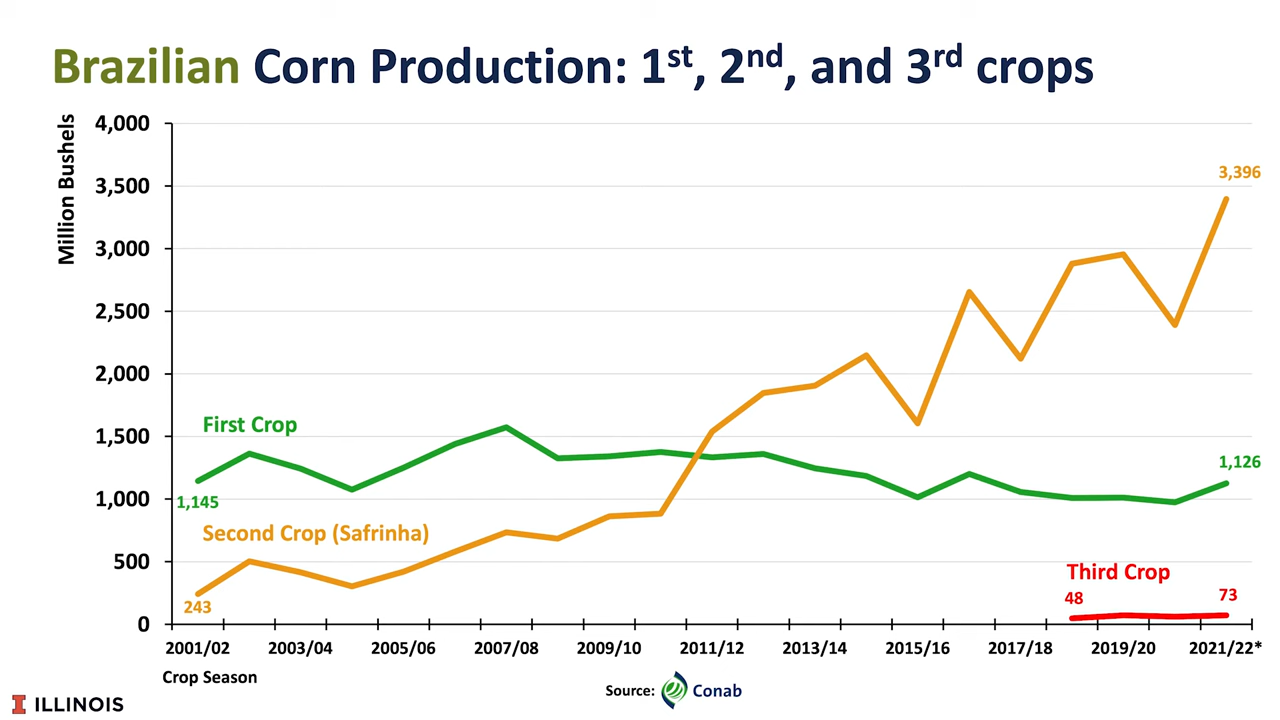 Brazilian Corn Production: 1st, 2nd, and 3rd crops
Million Bushels
4,000
3,500
3,000
2,500
2,000
1,500
1,000
500
0
3,396
First Crop
1,126
1,145
Second Crop (Safrinha)
243
Third Crop
48
73
2001/02 2003/04 2005/06 2007/08 2009/10 2011/12 2013/14 2015/16 2017/18 2019/20 2021/22*
Crop Season
Source: Conab
I ILLINOIS